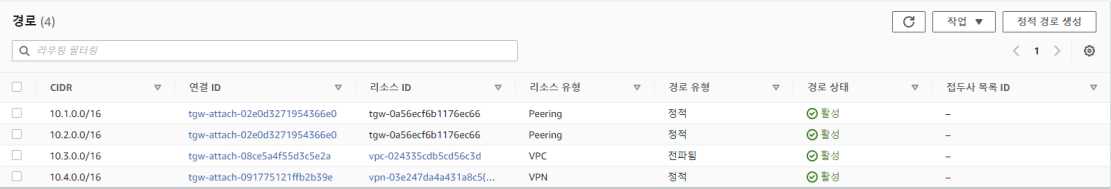 경로 (4)
작업 ▼
정적 경로 생성
라우팅 필터링
1
CIDR 연결 ID 리소스 ID 리소스 유형 경로 유형 경로 상태 접두사 목록 ID
10.1.0.0/16 tgw-attach-02e0d3271954366e0 tgw-0a56ecf6b1176ec66 Peering 정적 활성 –
10.2.0.0/16 tgw-attach-02e0d3271954366e0 tgw-0a56ecf6b1176ec66 Peering 정적 활성 –
10.3.0.0/16 tgw-attach-08ce5a4f55d3c5e2a vpc-024335cdb5cd56c3d VPC 전파됨 활성 –
10.4.0.0/16 tgw-attach-091775121ffb2b39e vpn-03e247da4a431a8c5(... VPN 정적 활성 –